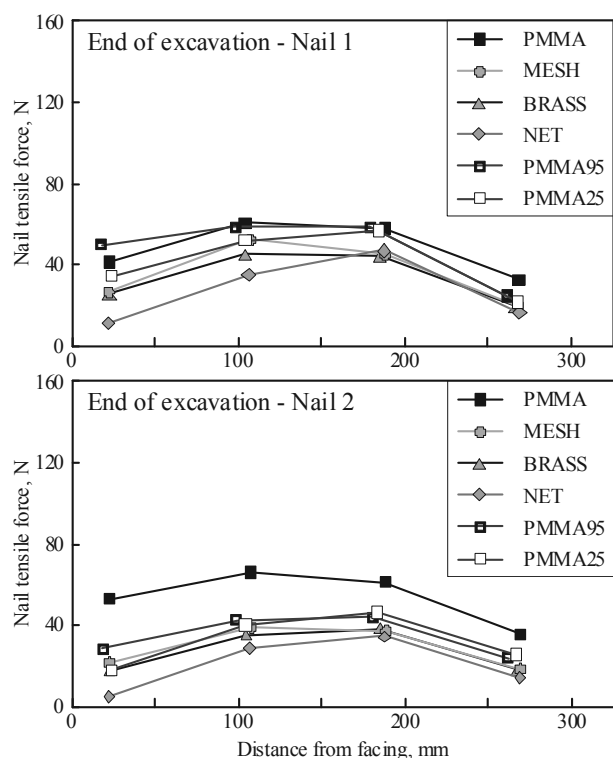 160
End of excavation - Nail 1
PMMA
MESH
BRASS
NET
PMMA95
PMMA25
120
80
40
0
Nail tensile force, N
0 100 200 300
160
End of excavation - Nail 2
PMMA
MESH
BRASS
NET
PMMA95
PMMA25
120
80
40
0
Nail tensile force, N
0 100 200 300
Distance from facing, mm